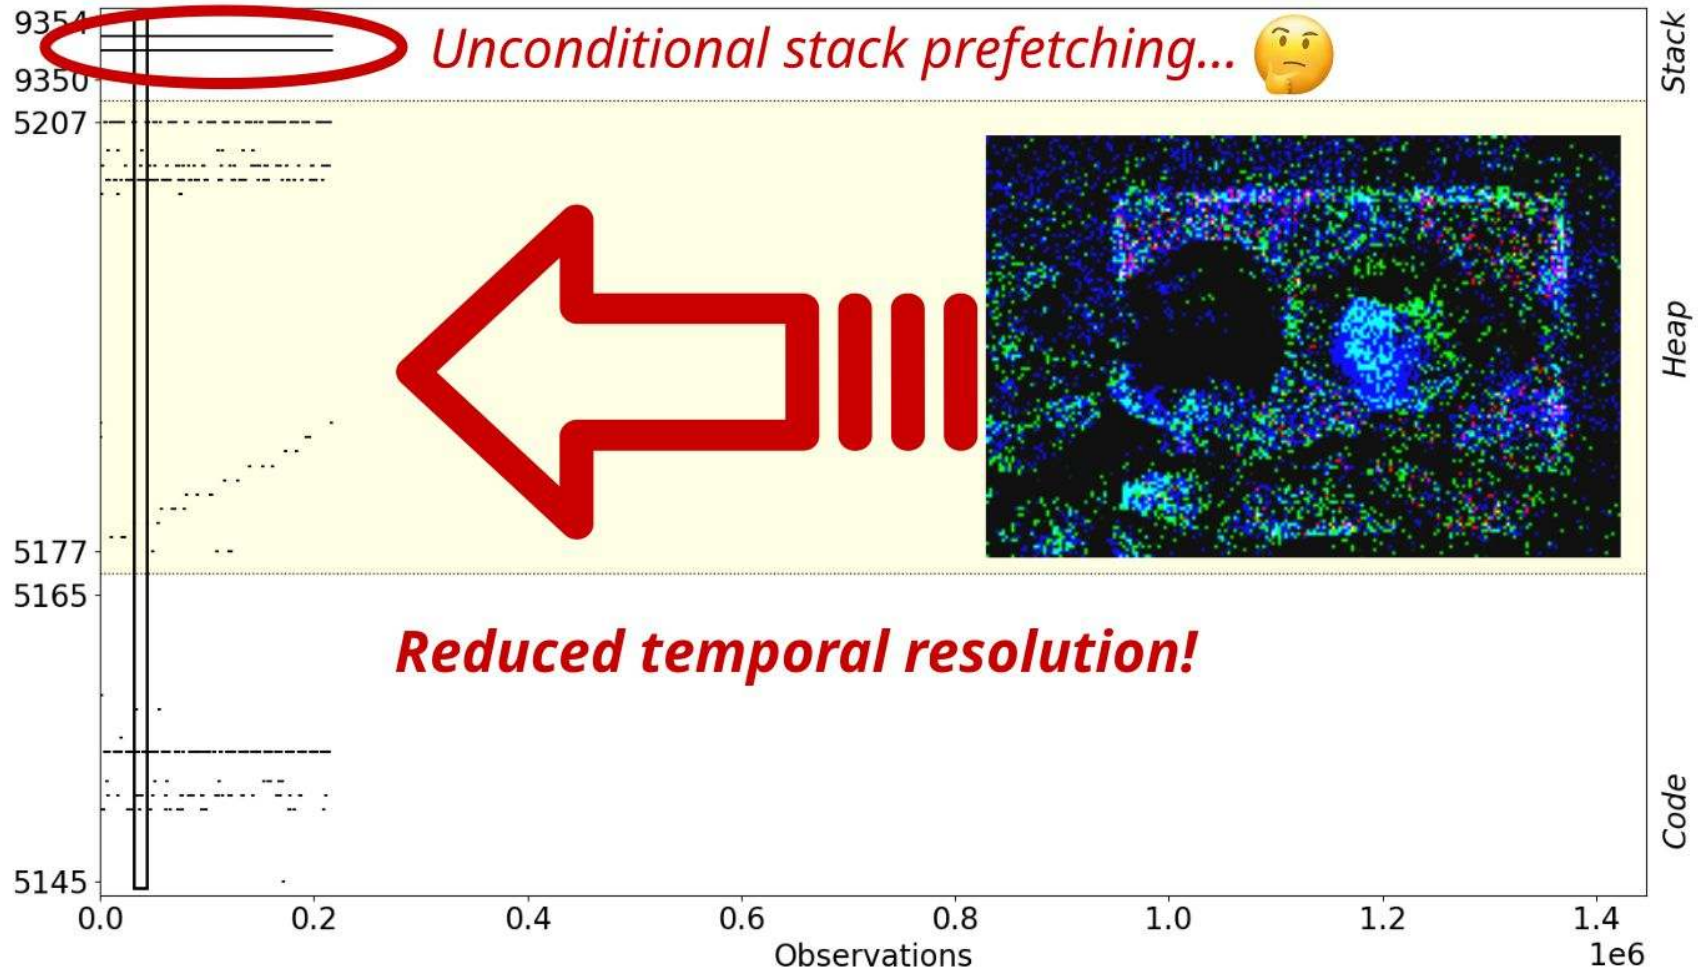 9354
Unconditional stack prefetching...
Stack
9350
5207
Heap
5177
5165
Reduced temporal resolution!
Code
5145
0.0 0.2 0.4 0.6 0.8 1.0 1.2 1.4
Observations
1e6